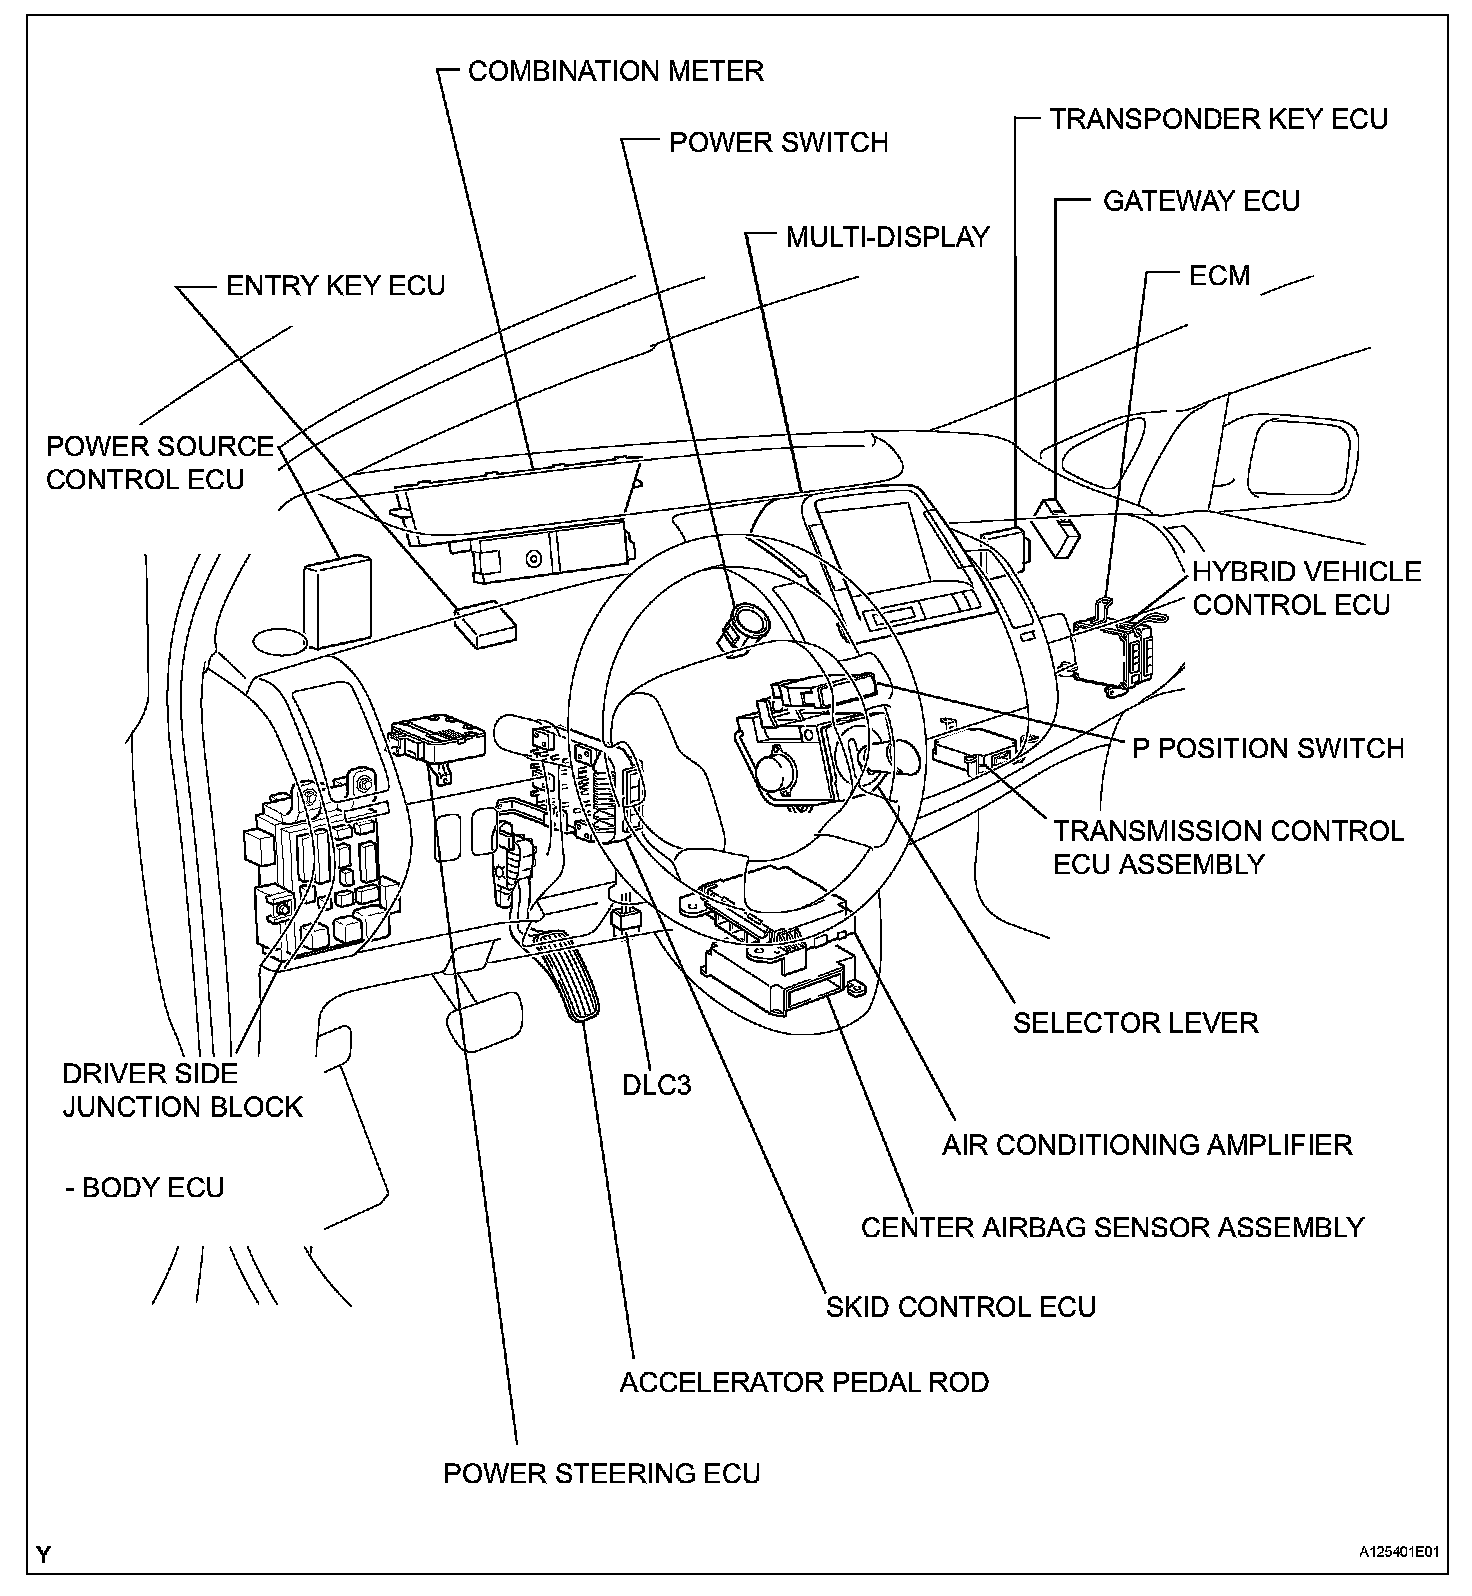 COMBINATION METER
TRANSPONDER KEY ECU
POWER SWITCH
GATEWAY ECU
MULTI-DISPLAY
ECM
ENTRY KEY ECU
POWER SOURCE
CONTROL ECU
HYBRID VEHICLE
CONTROL ECU
P POSITION SWITCH
TRANSMISSION CONTROL
ECU ASSEMBLY
SELECTOR LEVER
DRIVER SIDE
JUNCTION BLOCK
DLC3
AIR CONDITIONING AMPLIFIER
- BODY ECU
CENTER AIRBAG SENSOR ASSEMBLY
SKID CONTROL ECU
ACCELERATOR PEDAL ROD
POWER STEERING ECU
Y
A125401E01